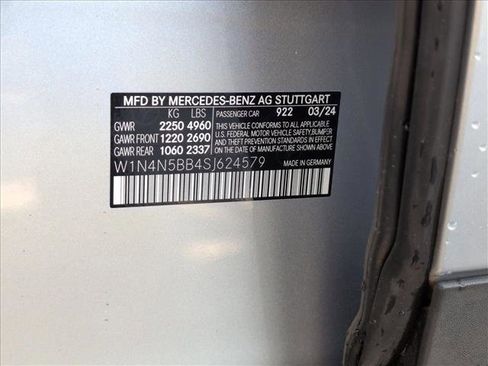 MFD BY MERCEDES-BENZ AG STUTTGART
KG LBS PASSENGER CAR 922 03/24
GVWR 2250 4960 THIS VEHICLE CONFORMS TO ALL APPLICABLE
GAWR FRONT 1220 2690 U.S. FEDERAL MOTOR VEHICLE SAFETY, BUMPER
AND THEFT PREVENTION STANDARDS IN EFFECT
GAWR REAR 1060 2337 ON THE DATE OF MANUFACTURE SHOWN ABOVE.
W1N4N5BB4SJ624579 MADE IN GERMANY